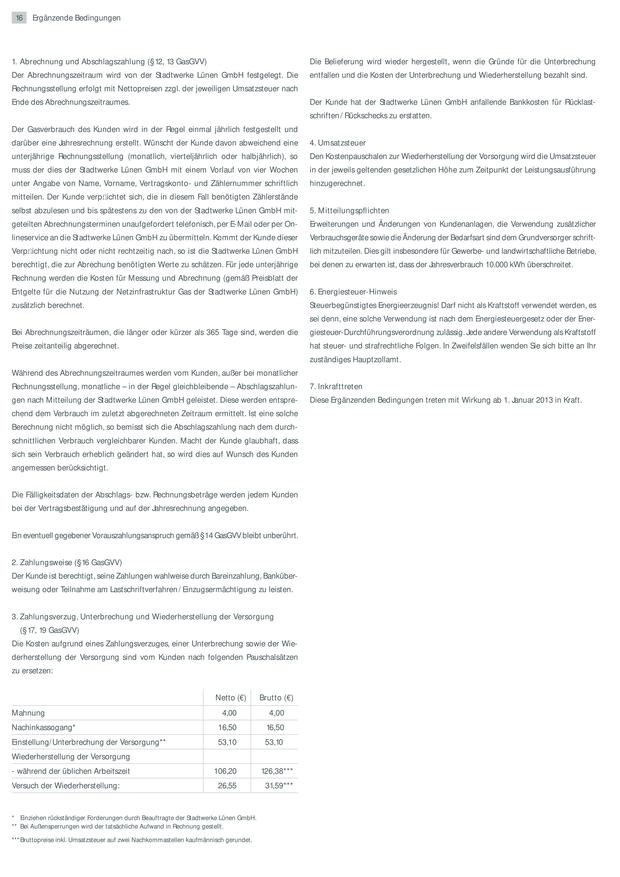 16 Ergänzende Bedingungen
1. Abrechnung und Abschlagszahlung (§ 12, 13 GasGVV)
Der Abrechnungszeitraum wird von der Stadtwerke Lünen GmbH festgelegt. Die
Rechnungsstellung erfolgt mit Nettopreisen zzgl. der jeweiligen Umsatzsteuer nach
Ende des Abrechnungszeitraumes.
Der Gasverbrauch des Kunden wird in der Regel einmal jährlich festgestellt und
darüber eine Jahresrechnung erstellt. Wünscht der Kunde davon abweichend eine
unterjährige Rechnungsstellung (monatlich, vierteljährlich oder halbjährlich), so
muss der dies der Stadtwerke Lünen GmbH mit einem Vorlauf von vier Wochen
unter Angabe von Name, Vorname, Vertragskonto- und Zählernummer schriftlich
mitteilen. Der Kunde verp□ichtet sich, die in diesem Fall benötigten Zählerstände
selbst abzulesen und bis spätestens zu den von der Stadtwerke Lünen GmbH mit-
geteilten Abrechnungsterminen unaufgefordert telefonisch, per E-Mail oder per On-
lineservice an die Stadtwerke Lünen GmbH zu übermitteln. Kommt der Kunde dieser
Verp□ichtung nicht oder nicht rechtzeitig nach, so ist die Stadtwerke Lünen GmbH
berechtigt, die zur Abrechung benötigten Werte zu schätzen. Für jede unterjährige
Rechnung werden die Kosten für Messung und Abrechnung (gemäß Preisblatt der
Entgelte für die Nutzung der Netzinfrastruktur Gas der Stadtwerke Lünen GmbH)
zusätzlich berechnet.
Bei Abrechnungszeiträumen, die länger oder kürzer als 365 Tage sind, werden die
Preise zeitanteilig abgerechnet.
Während des Abrechnungszeitraumes werden vom Kunden, außer bei monatlicher
Rechnungsstellung, monatliche – in der Regel gleichbleibende – Abschlagszahlun-
gen nach Mitteilung der Stadtwerke Lünen GmbH geleistet. Diese werden entspre-
chend dem Verbrauch im zuletzt abgerechneten Zeitraum ermittelt. Ist eine solche
Berechnung nicht möglich, so bemisst sich die Abschlagszahlung nach dem durch-
schnittlichen Verbrauch vergleichbarer Kunden. Macht der Kunde glaubhaft, dass
sich sein Verbrauch erheblich geändert hat, so wird dies auf Wunsch des Kunden
angemessen berücksichtigt.
Die Fälligkeitsdaten der Abschlags- bzw. Rechnungsbeträge werden jedem Kunden
bei der Vertragsbestätigung und auf der Jahresrechnung angegeben.
Ein eventuell gegebener Vorauszahlungsanspruch gemäß § 14 GasGVV bleibt unberührt.
2. Zahlungsweise (§ 16 GasGVV)
Der Kunde ist berechtigt, seine Zahlungen wahlweise durch Bareinzahlung, Banküber-
weisung oder Teilnahme am Lastschriftverfahren / Einzugsermächtigung zu leisten.
3. Zahlungsverzug, Unterbrechung und Wiederherstellung der Versorgung
(§ 17, 19 GasGVV)
Die Kosten aufgrund eines Zahlungsverzuges, einer Unterbrechung sowie der Wie-
derherstellung der Versorgung sind vom Kunden nach folgenden Pauschalsätzen
zu ersetzen:
Netto (€) Brutto (€)
Mahnung 4,00 4,00
Nachinkassogang* 16,50 16,50
Einstellung/Unterbrechung der Versorgung** 53,10 53,10
Wiederherstellung der Versorgung
- während der üblichen Arbeitszeit 106,20 126,38***
Versuch der Wiederherstellung: 26,55 31,59***
* Einziehen rückständiger Forderungen durch Beauftragte der Stadtwerke Lünen GmbH.
** Bei Außensperrungen wird der tatsächliche Aufwand in Rechnung gestellt.
*** Bruttopreise inkl. Umsatzsteuer auf zwei Nachkommastellen kaufmännisch gerundet.
Die Belieferung wird wieder hergestellt, wenn die Gründe für die Unterbrechung
entfallen und die Kosten der Unterbrechung und Wiederherstellung bezahlt sind.
Der Kunde hat der Stadtwerke Lünen GmbH anfallende Bankkosten für Rücklast-
schriften / Rückschecks zu erstatten.
4. Umsatzsteuer
Den Kostenpauschalen zur Wiederherstellung der Versorgung wird die Umsatzsteuer
in der jeweils geltenden gesetzlichen Höhe zum Zeitpunkt der Leistungsausführung
hinzugerechnet.
5. Mitteilungspflichten
Erweiterungen und Änderungen von Kundenanlagen, die Verwendung zusätzlicher
Verbrauchsgeräte sowie die Änderung der Bedarfsart sind dem Grundversorger schrift-
lich mitzuteilen. Dies gilt insbesondere für Gewerbe- und landwirtschaftliche Betriebe,
bei denen zu erwarten ist, dass der Jahresverbrauch 10.000 kWh überschreitet.
6. Energiesteuer-Hinweis
Steuerbegünstigtes Energieerzeugnis! Darf nicht als Kraftstoff verwendet werden, es
sei denn, eine solche Verwendung ist nach dem Energiesteuergesetz oder der Ener-
giesteuer-Durchführungsverordnung zulässig. Jede andere Verwendung als Kraftstoff
hat steuer- und strafrechtliche Folgen. In Zweifelsfällen wenden Sie sich bitte an Ihr
zuständiges Hauptzollamt.
7. Inkrafttreten
Diese Ergänzenden Bedingungen treten mit Wirkung ab 1. Januar 2013 in Kraft.